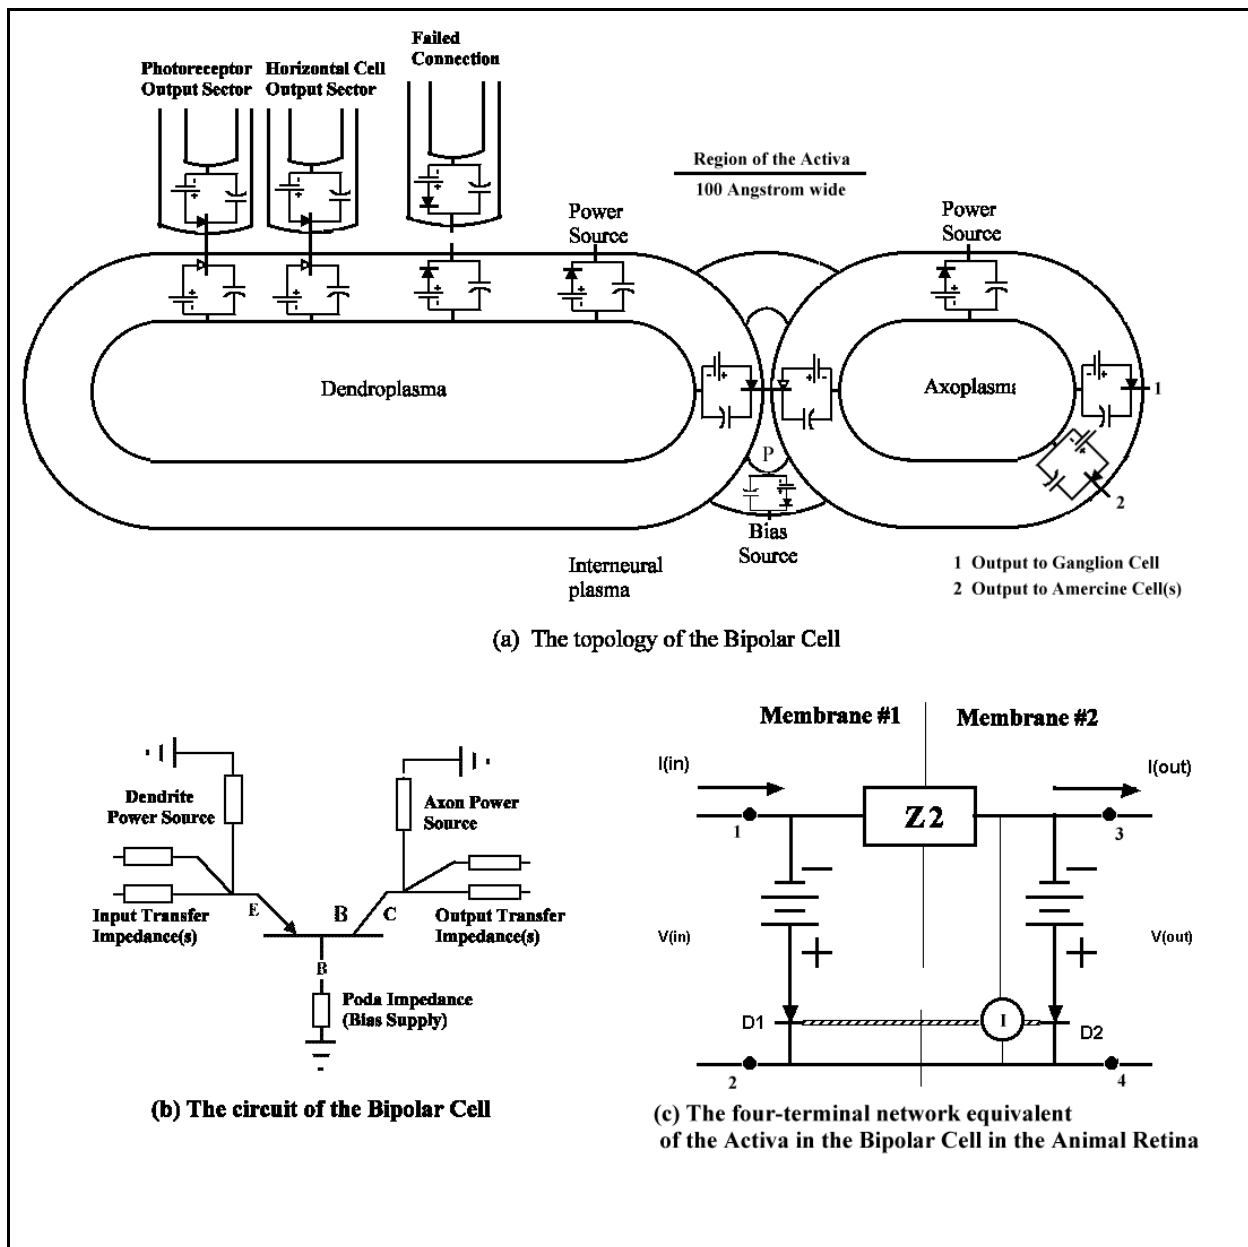 Failed
Connection
Photoreceptor
Output Sector
Horizontal Cell
Output Sector
Region of the Activa
100 Angstrom wide
Power
Source
Power
Source
Dendroplasma
Axoplasma
1
P
2
Bias
Source
Interneural
plasma
1 Output to Ganglion Cell
2 Output to Amercine Cell(s)
(a) The topology of the Bipolar Cell
Dendrite
Power Source
Axon Power
Source
Input Transfer
Impedance(s)
E
B
C
Output Transfer
Impedance(s)
B
Poda Impedance
(Bias Supply)
(b) The circuit of the Bipolar Cell
Membrane #1
Membrane #2
I(in)
I(out)
1
Z2
3
V(in)
V(out)
D1
I
D2
2
4
(c) The four-terminal network equivalent
of the Activa in the Bipolar Cell in the Animal Retina